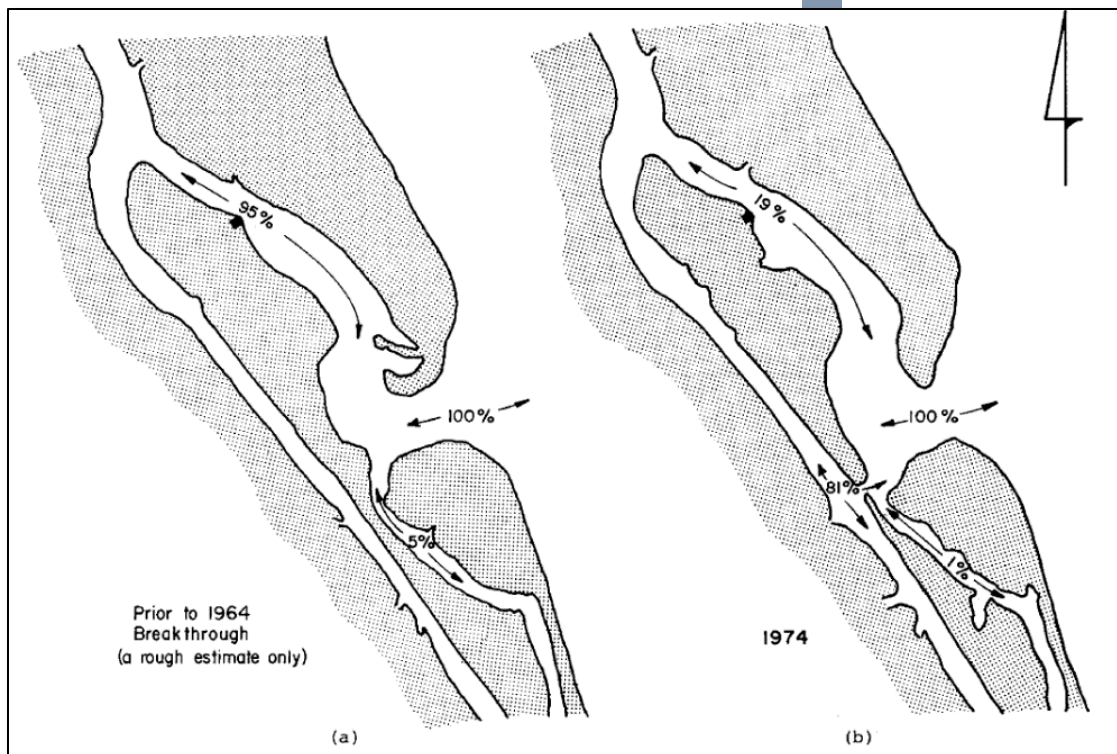 95%
100%
5%
Prior to 1964
Breakthrough
(a rough estimate only)
(a)
19%
100%
81%
1%
1974
(b)